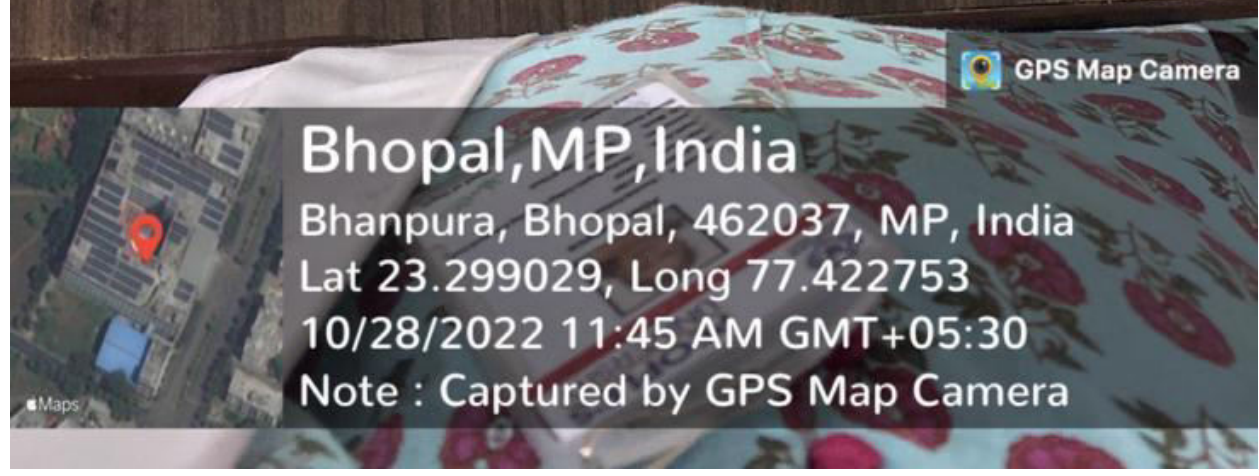 GPS Map Camera
Bhopal,MP,India
Bhanpura, Bhopal, 462037, MP, India
Lat 23.299029, Long 77.422753
10/28/2022 11:45 AM GMT+05:30
Note : Captured by GPS Map Camera
Maps